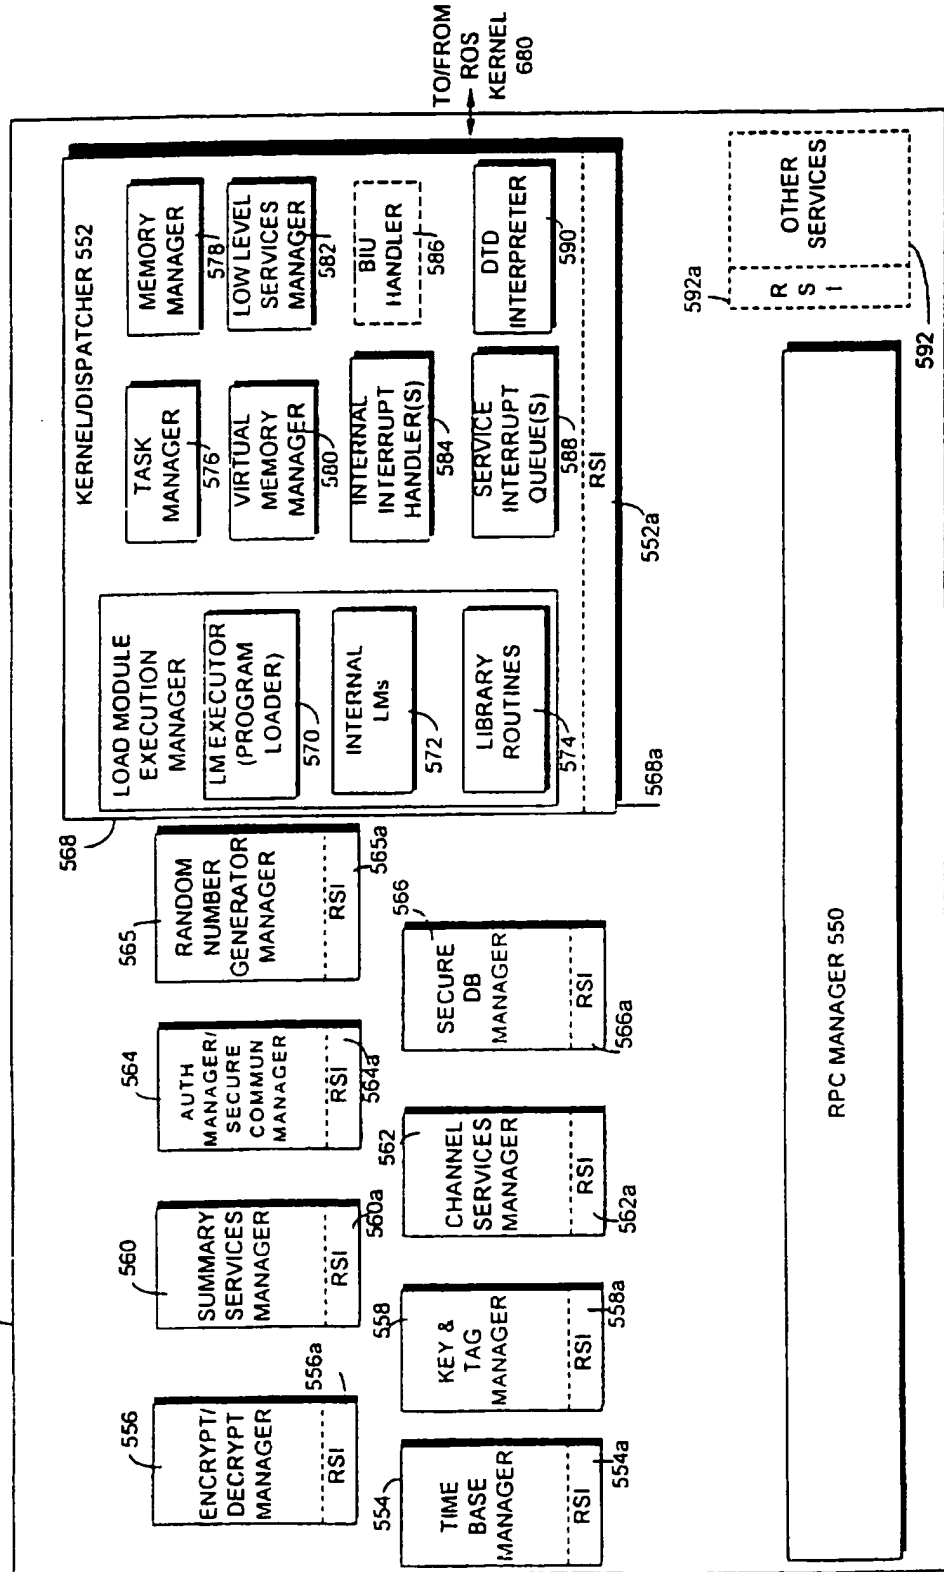 TO/FROM
ROS
KERNEL
680
KERNEL/DISPATCHER 552
LOAD MODULE
EXECUTION
MANAGER
LM EXECUTOR
(PROGRAM
LOADER)
570
INTERNAL
LMs
572
LIBRARY
ROUTINES
574
568
568a
TASK
MANAGER
576
MEMORY
MANAGER
578
VIRTUAL
MEMORY
MANAGER
580
LOW LEVEL
SERVICES
MANAGER
582
INTERNAL
INTERRUPT
HANDLER(S)
584
BIU
HANDLER
586
SERVICE
INTERRUPT
QUEUE(S)
588
DTD
INTERPRETER
590
RSI
552a
556
ENCRYPT/
DECRYPT
MANAGER
RSI
556a
560
SUMMARY
SERVICES
MANAGER
RSI
560a
564
AUTH
MANAGER/
SECURE
COMMUN
MANAGER
RSI
564a
565
RANDOM
NUMBER
GENERATOR
MANAGER
RSI
565a
554
TIME
BASE
MANAGER
RSI
554a
558
KEY &
TAG
MANAGER
RSI
558a
562
CHANNEL
SERVICES
MANAGER
RSI
562a
566
SECURE
DB
MANAGER
RSI
566a
592a
R
S
I
OTHER
SERVICES
592
RPC MANAGER 550